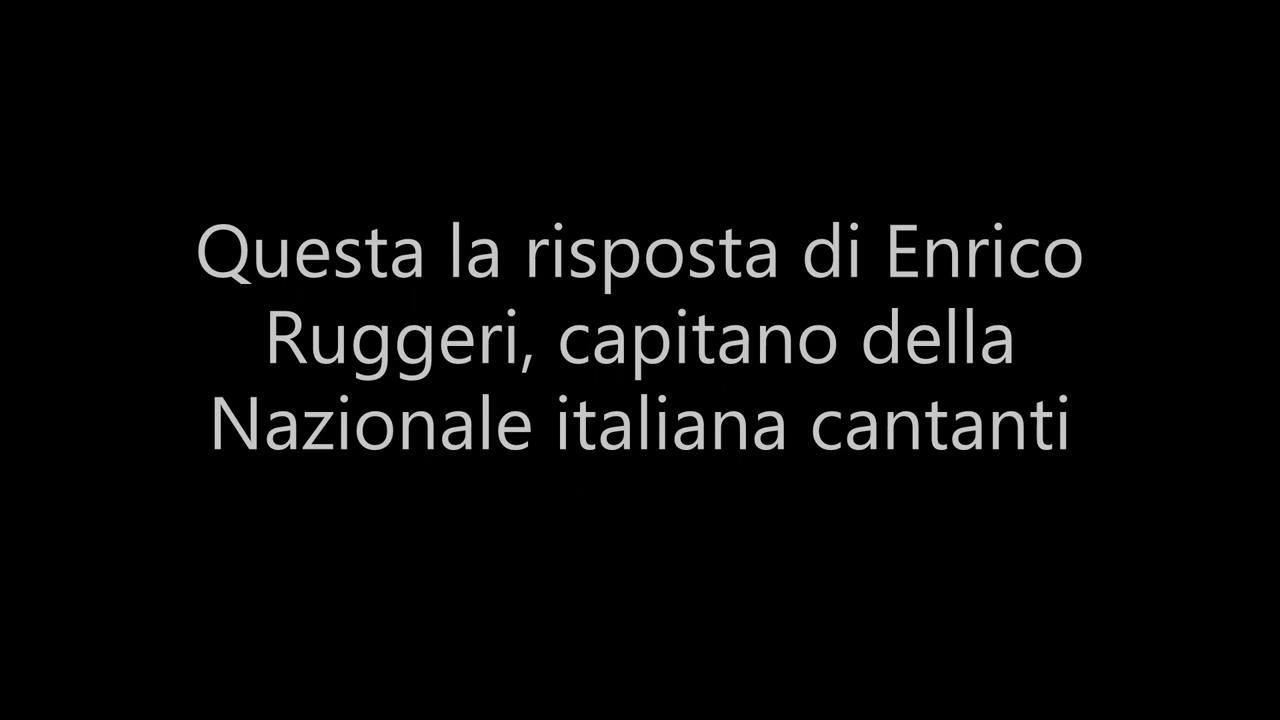 Questa la risposta di Enrico
Ruggeri, capitano della
Nazionale italiana cantanti